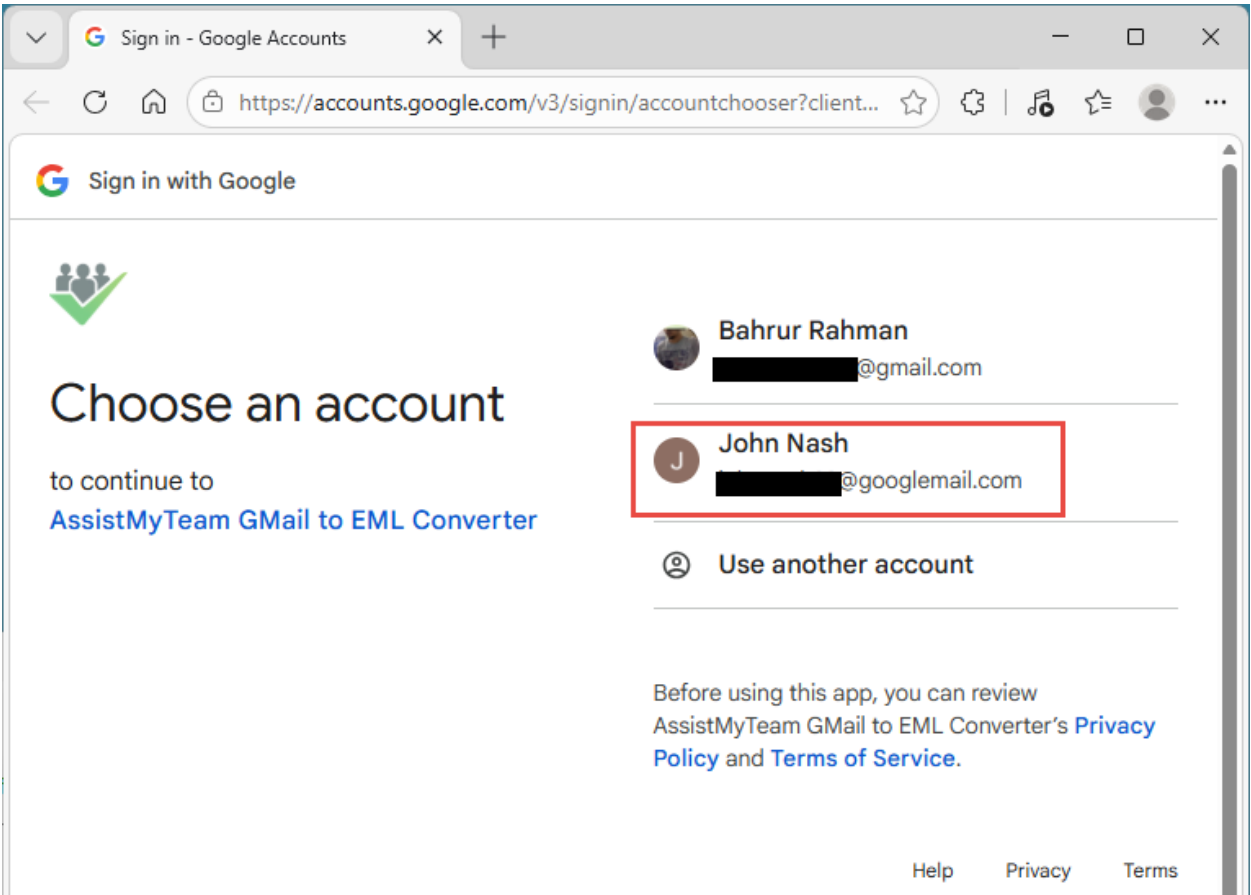 Sign in - Google Accounts
https://accounts.google.com/v3/signin/accountchooser?client...
Sign in with Google
Choose an account
to continue to
AssistMyTeam GMail to EML Converter
Bahrur Rahman
@gmail.com
J
John Nash
@googlemail.com
Use another account
Before using this app, you can review
AssistMyTeam GMail to EML Converter’s Privacy
Policy and Terms of Service.
Help Privacy Terms